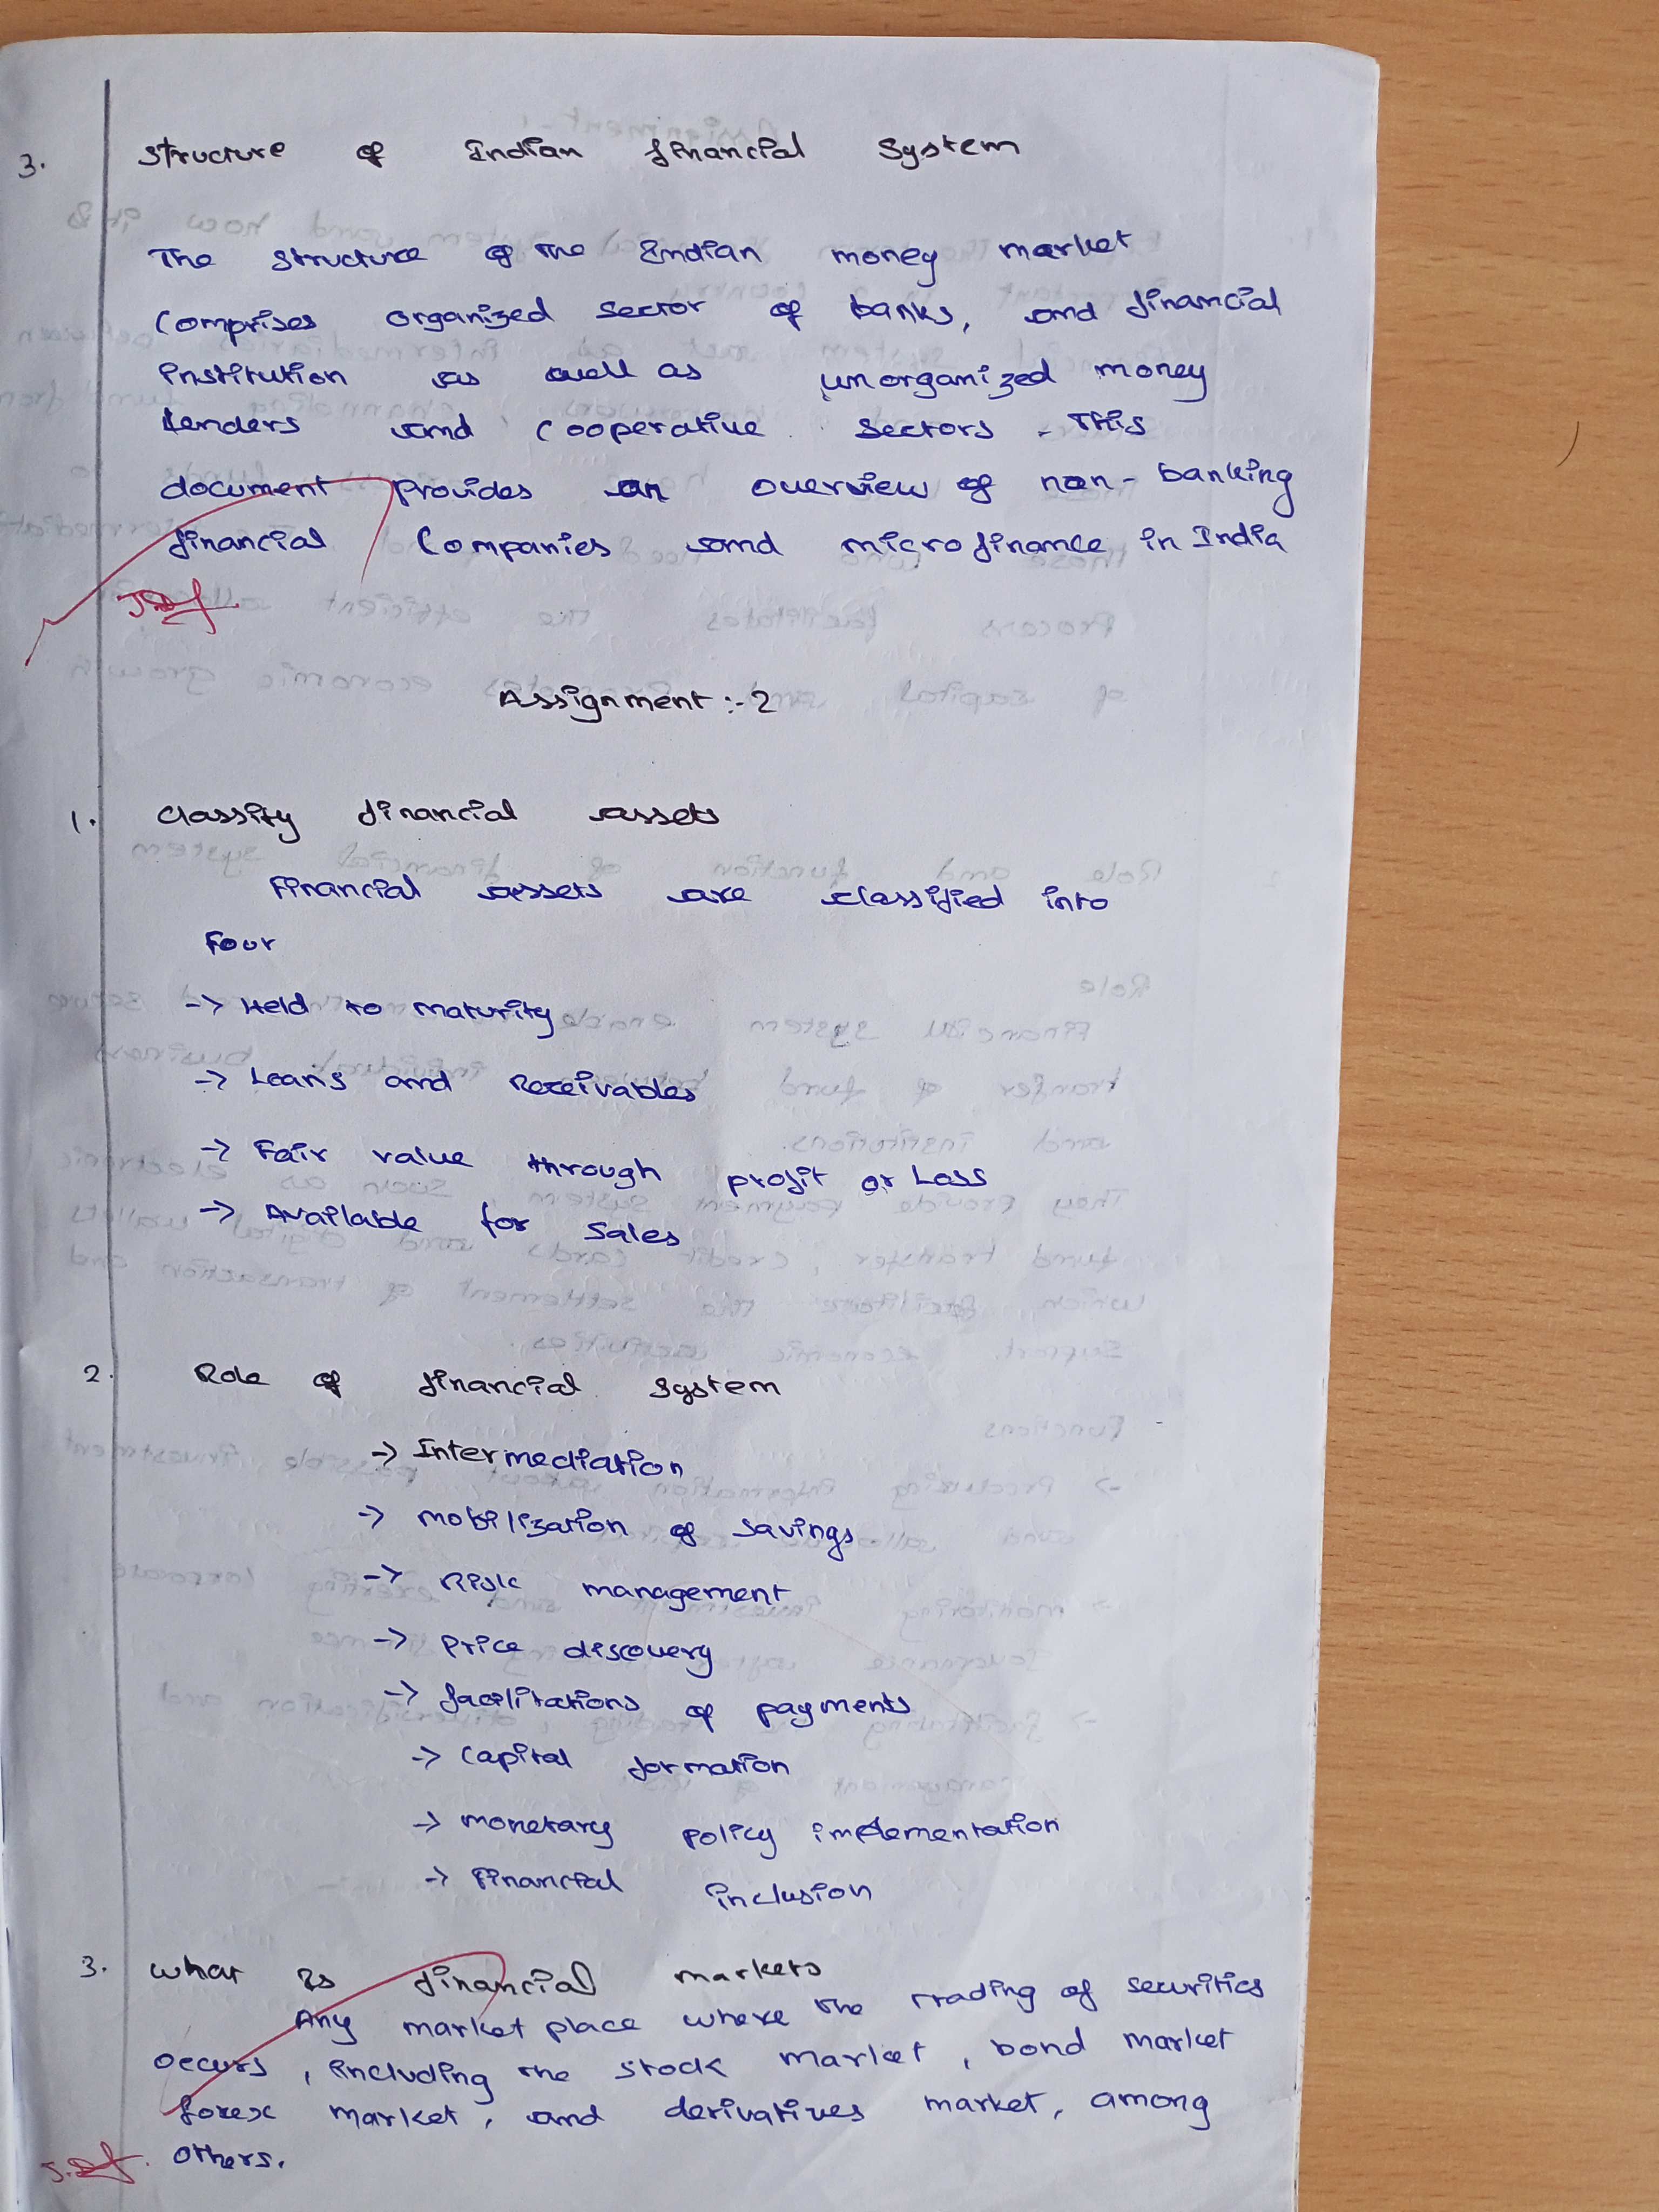 3. Structure of Indian financial System
The structure of the Indian money market
Comprises organized sector of banks, and financial
institution as well as unorganized money
lenders and cooperative sectors. This
document provides an overview of non-banking
financial Companies and microfinance in India
Assignment :- 2
1. Classify financial assets
Financial assets are classified into
Four
-> Held to maturity
-> Loans and Receivables
-> Fair value through profit or Loss
-> Available for sales
2. Role of financial system
-> Intermediation
-> mobilization of savings
-> Risk management
-> price discovery
-> facilitations of payments
-> Capital formation
-> monetary policy implementation
-> financial inclusion
3. what is financial markets
Any market place where the trading of securities
occurs, including the stock market, bond market
forex market, and derivatives market, among
others.